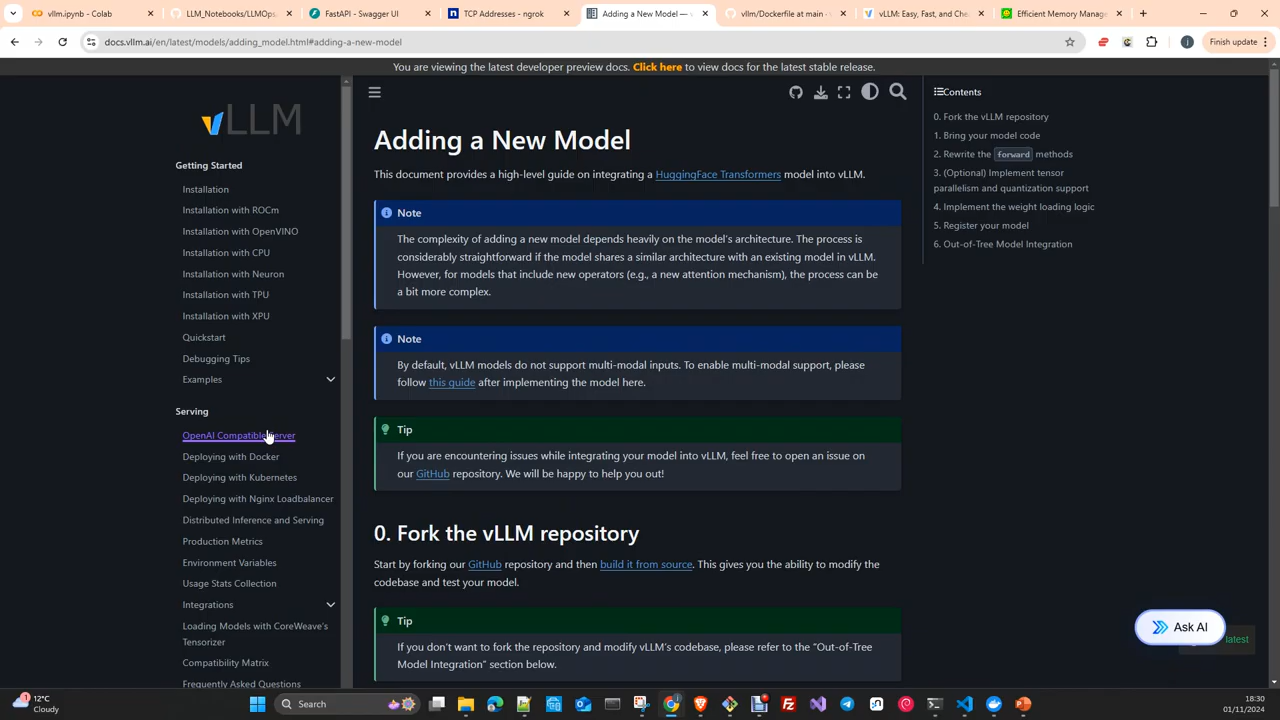 vllm.ipynb - Colab
LLM_Notebooks/LLMOps.
FastAPI - Swagger UI
TCP Addresses - ngrok
Adding a New Model — v
vllm/Dockerfile at main · v
vLLM: Easy, Fast, and Che
Efficient Memory Manage
docs.vllm.ai/en/latest/models/adding_model.html#adding-a-new-model
Finish update
You are viewing the latest developer preview docs. Click here to view docs for the latest stable release.
vLLM
Getting Started
Installation
Installation with ROCm
Installation with OpenVINO
Installation with CPU
Installation with Neuron
Installation with TPU
Installation with XPU
Quickstart
Debugging Tips
Examples
Serving
OpenAI Compatible Server
Deploying with Docker
Deploying with Kubernetes
Deploying with Nginx Loadbalancer
Distributed Inference and Serving
Production Metrics
Environment Variables
Usage Stats Collection
Integrations
Loading Models with CoreWeave's
Tensorizer
Compatibility Matrix
Frequently Asked Questions
Adding a New Model
This document provides a high-level guide on integrating a HuggingFace Transformers model into vLLM.
Note
The complexity of adding a new model depends heavily on the model's architecture. The process is
considerably straightforward if the model shares a similar architecture with an existing model in vLLM.
However, for models that include new operators (e.g., a new attention mechanism), the process can be
a bit more complex.
Note
By default, vLLM models do not support multi-modal inputs. To enable multi-modal support, please
follow this guide after implementing the model here.
Tip
If you are encountering issues while integrating your model into vLLM, feel free to open an issue on
our GitHub repository. We will be happy to help you out!
0. Fork the vLLM repository
Start by forking our GitHub repository and then build it from source. This gives you the ability to modify the
codebase and test your model.
Tip
If you don't want to fork the repository and modify vLLM's codebase, please refer to the "Out-of-Tree
Model Integration" section below.
Contents
0. Fork the vLLM repository
1. Bring your model code
2. Rewrite the forward methods
3. (Optional) Implement tensor
parallelism and quantization support
4. Implement the weight loading logic
5. Register your model
6. Out-of-Tree Model Integration
Ask AI
latest
12°C
Cloudy
Search
18:30
01/11/2024